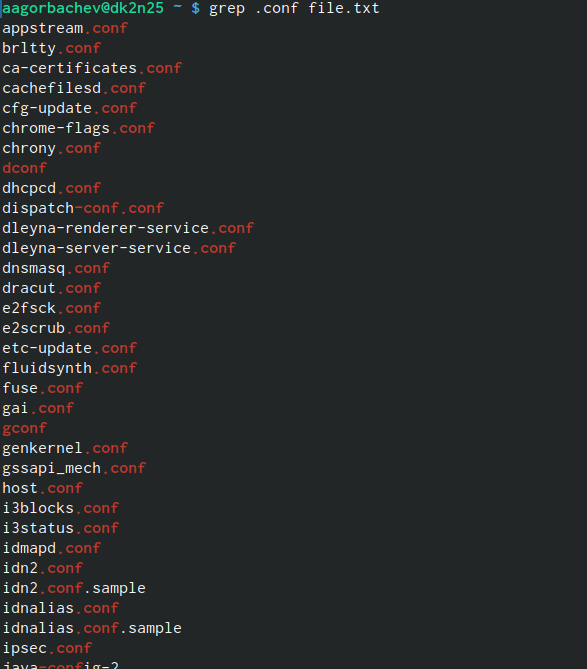 aagorbachev@dk2n25 ~ $ grep .conf file.txt
appstream.conf
brltty.conf
ca-certificates.conf
cachefilesd.conf
cfg-update.conf
chrome-flags.conf
chrony.conf
dconf
dhcpcd.conf
dispatch-conf.conf
dleyna-renderer-service.conf
dleyna-server-service.conf
dnsmasq.conf
dracut.conf
e2fsck.conf
e2scrub.conf
etc-update.conf
fluidsynth.conf
fuse.conf
gai.conf
gconf
genkernel.conf
gssapi_mech.conf
host.conf
i3blocks.conf
i3status.conf
idmapd.conf
idn2.conf
idn2.conf.sample
idnalias.conf
idnalias.conf.sample
ipsec.conf
java-config-2